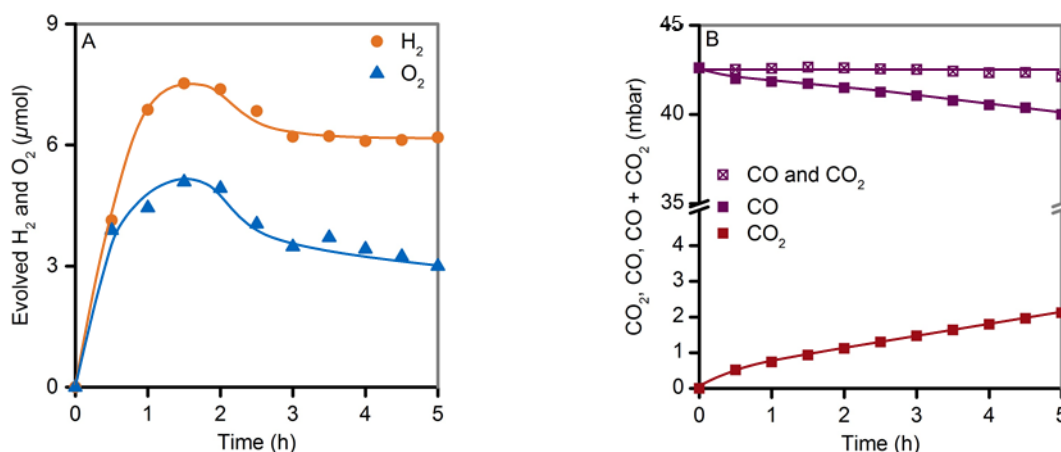 A
H2
O2
Evolved H2 and O2 (µmol)
9
6
3
0
0 1 2 3 4 5
Time (h)
B
CO2, CO, CO + CO2 (mbar)
45
40
35
4
3
2
1
0
CO and CO2
CO
CO2
0 1 2 3 4 5
Time (h)